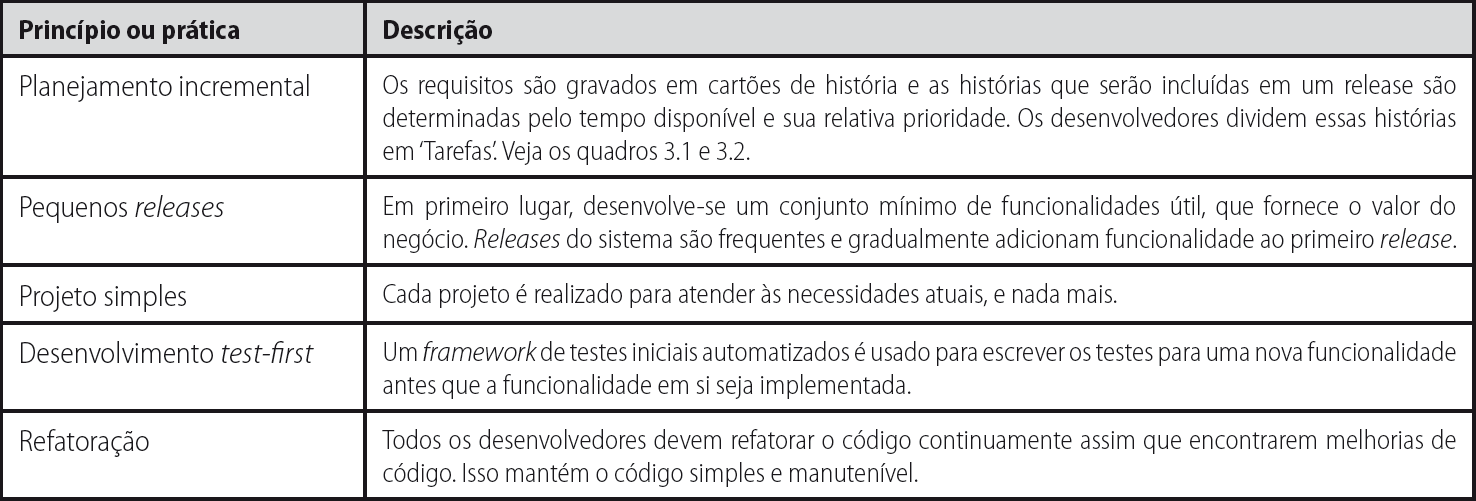 Princípio ou prática
Descrição
Planejamento incremental
Os requisitos são gravados em cartões de história e as histórias que serão incluídas em um release são
determinadas pelo tempo disponível e sua relativa prioridade. Os desenvolvedores dividem essas histórias
em ‘Tarefas’. Veja os quadros 3.1 e 3.2.
Pequenos releases
Em primeiro lugar, desenvolve-se um conjunto mínimo de funcionalidades útil, que fornece o valor do
negócio. Releases do sistema são frequentes e gradualmente adicionam funcionalidade ao primeiro release.
Projeto simples
Cada projeto é realizado para atender às necessidades atuais, e nada mais.
Desenvolvimento test-first
Um framework de testes iniciais automatizados é usado para escrever os testes para uma nova funcionalidade
antes que a funcionalidade em si seja implementada.
Refatoração
Todos os desenvolvedores devem refatorar o código continuamente assim que encontrarem melhorias de
código. Isso mantém o código simples e manutenível.